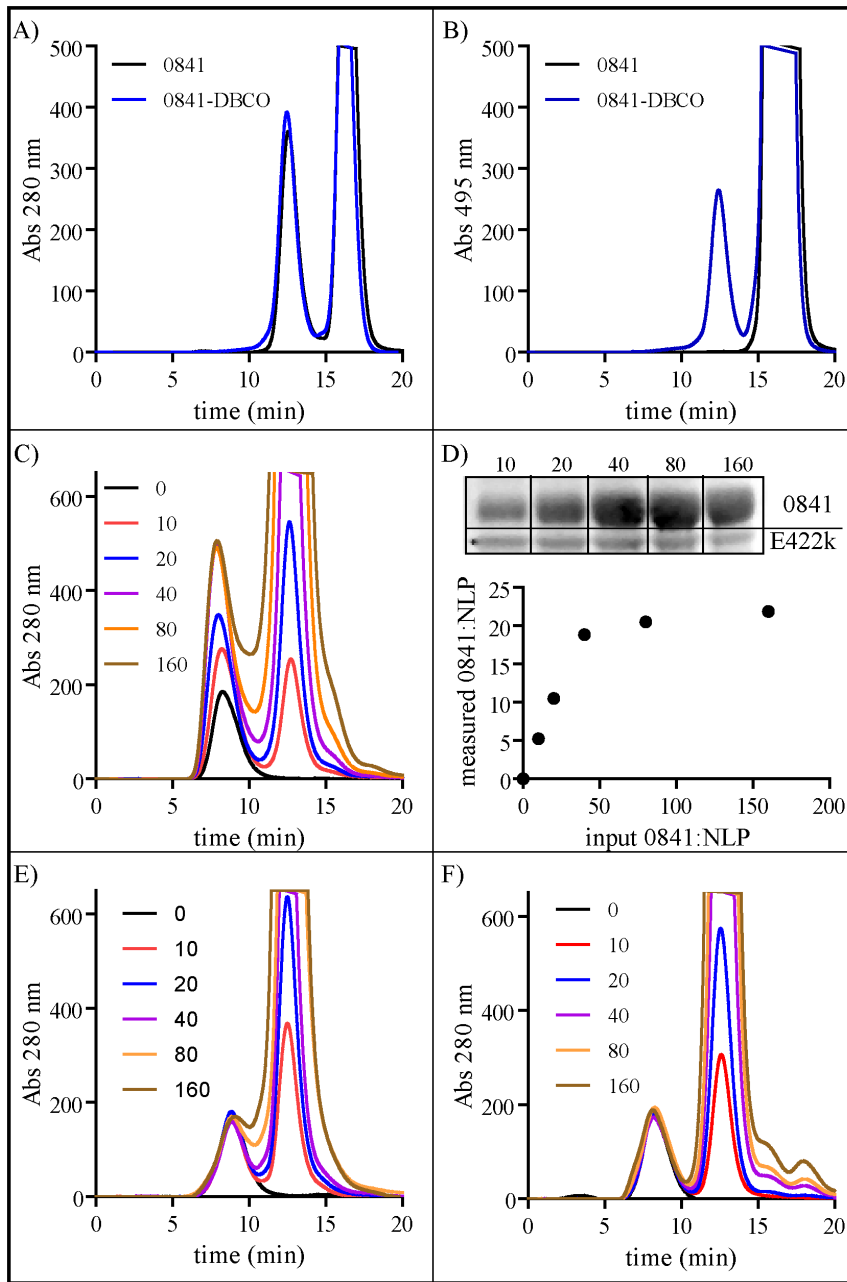 A)
500
400
300
200
100
0
0 5 10 15 20
Abs 280 nm
time (min)
0841
0841-DBCO
B)
500
400
300
200
100
0
0 5 10 15 20
Abs 495 nm
time (min)
0841
0841-DBCO
C)
600
400
200
0
0 5 10 15 20
Abs 280 nm
time (min)
0
10
20
40
80
160
D)
10 20 40 80 160
0841
E422k
25
20
15
10
5
0
0 50 100 150 200
measured 0841:NLP
input 0841:NLP
E)
600
400
200
0
0 5 10 15 20
Abs 280 nm
time (min)
0
10
20
40
80
160
F)
600
400
200
0
0 5 10 15 20
Abs 280 nm
time (min)
0
10
20
40
80
160